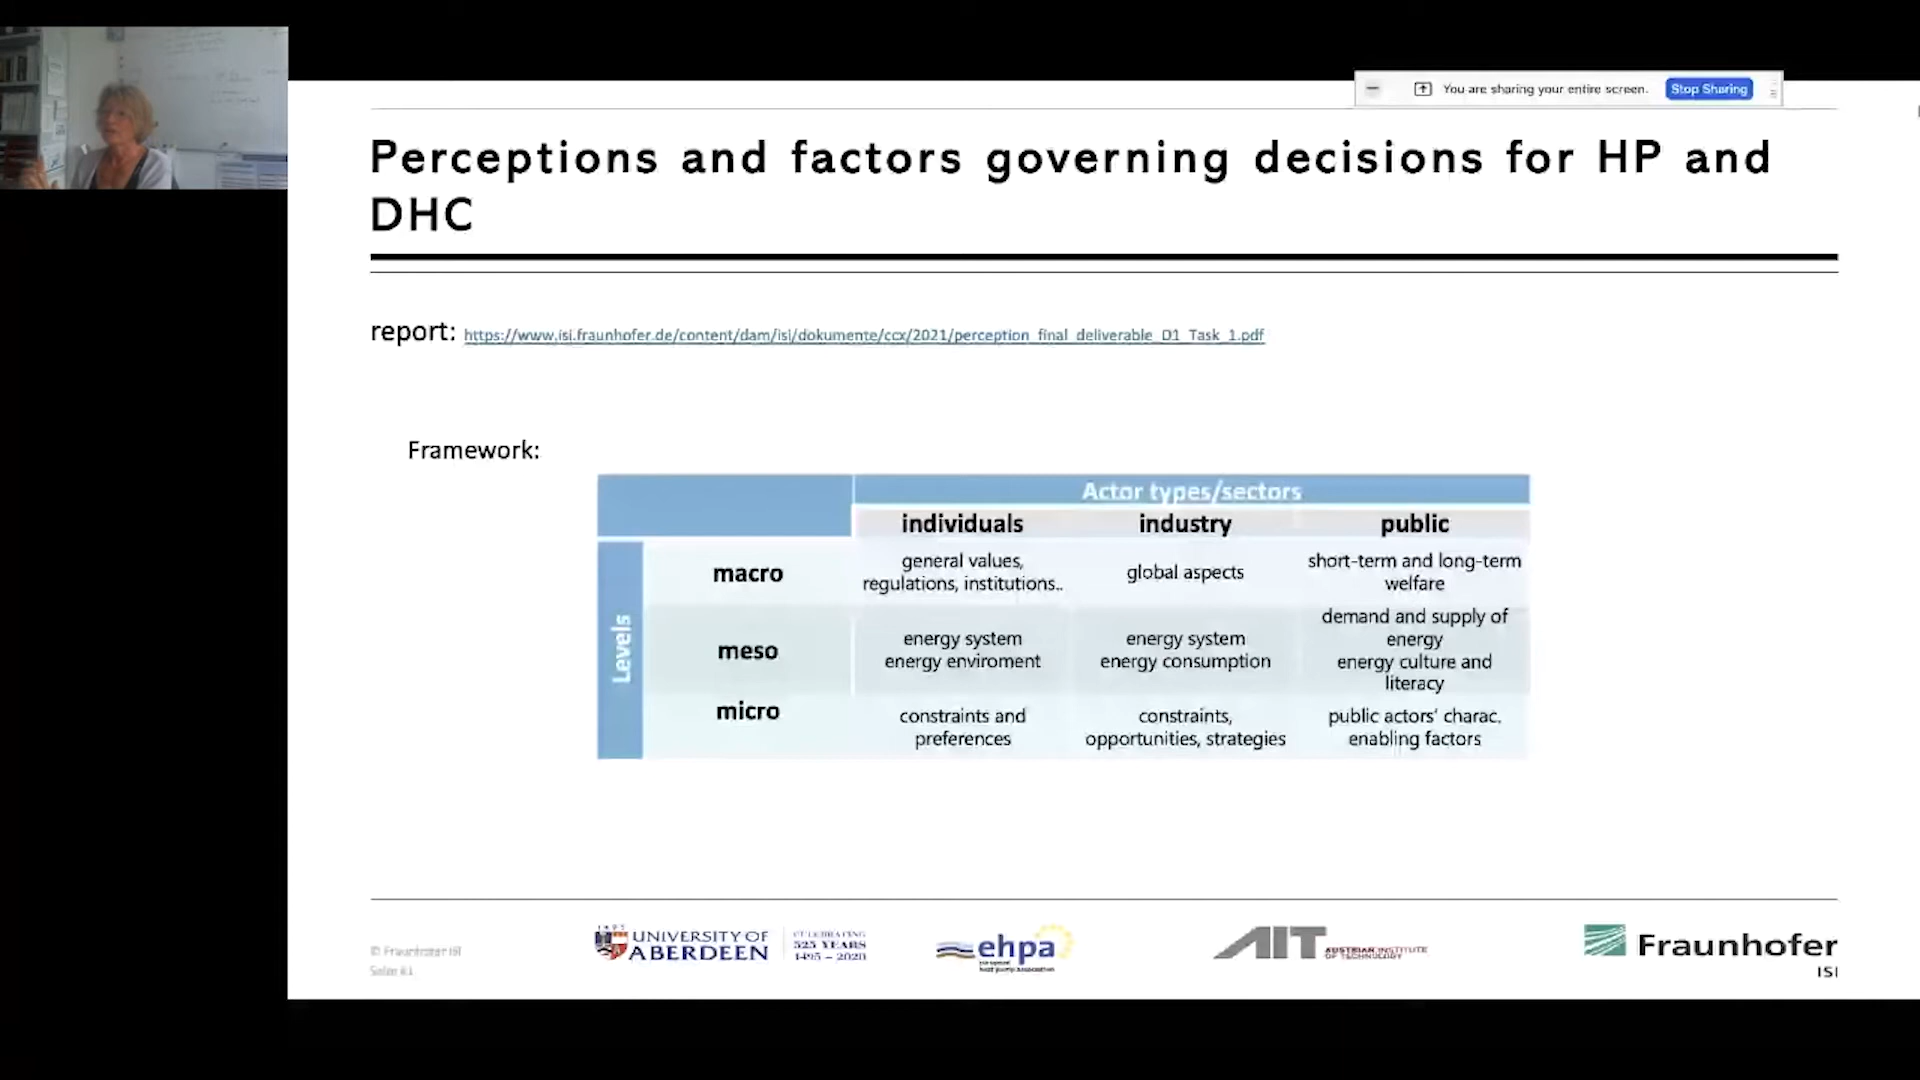 You are sharing your entire screen. Stop Sharing
Perceptions and factors governing decisions for HP and
DHC
report: https://www.isi.fraunhofer.de/content/dam/isi/dokumente/ccx/2021/perception_final_deliverable_D1_Task_1.pdf
Framework:
Actor types/sectors
individuals industry public
Levels
macro
general values,
regulations, institutions..
global aspects
short-term and long-term
welfare
meso
energy system
energy enviroment
energy system
energy consumption
demand and supply of
energy
energy culture and
literacy
micro
constraints and
preferences
constraints,
opportunities, strategies
public actors' charac.
enabling factors
© Fraunhofer ISI
Seite 61
UNIVERSITY OF
ABERDEEN
CELEBRATING
525 YEARS
1495 – 2020
ehpa
european
heat pump association
AIT
AUSTRIAN INSTITUTE
OF TECHNOLOGY
Fraunhofer
ISI